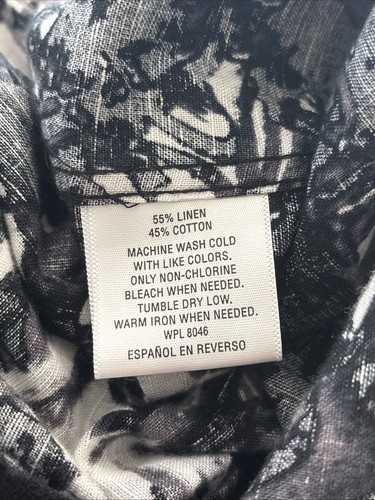 55% LINEN
45% COTTON
MACHINE WASH COLD
WITH LIKE COLORS.
ONLY NON-CHLORINE
BLEACH WHEN NEEDED.
TUMBLE DRY LOW.
WARM IRON WHEN NEEDED.
WPL 8046
ESPAÑOL EN REVERSO